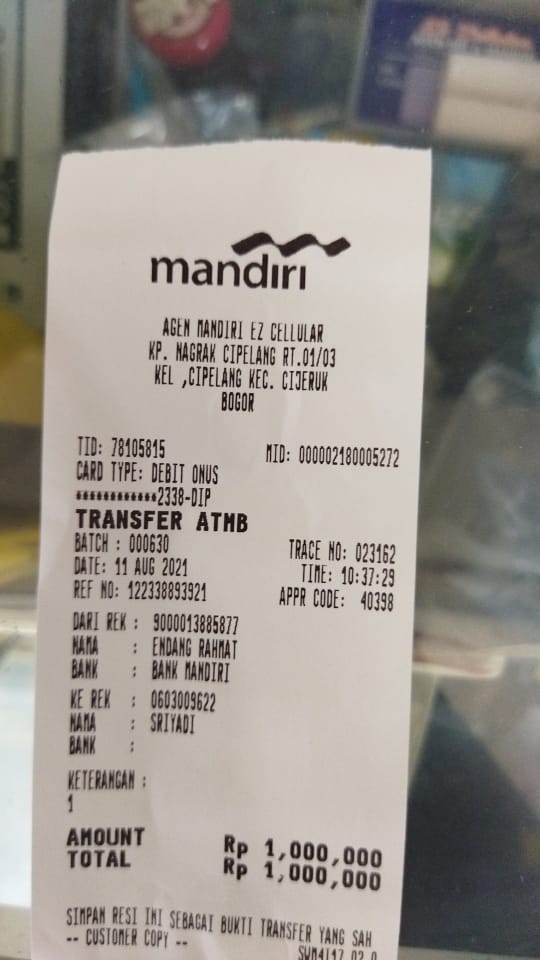 mandiri
AGEN MANDIRI EZ CELLULAR
KP. NAGRAK CIPELANG RT.01/03
KEL ,CIPELANG KEC. CIJERUK
BOGOR
TID: 78105815 MID: 000002180005272
CARD TYPE: DEBIT ONUS
************2338-DIP
TRANSFER ATMB
BATCH : 000630 TRACE NO: 023162
DATE: 11 AUG 2021 TIME: 10:37:29
REF NO: 122338893921 APPR CODE: 40398
DARI REK : 9000013885877
NAMA : ENDANG RAHMAT
BANK : BANK MANDIRI
KE REK : 0603009622
NAMA : SRIYADI
BANK :
KETERANGAN :
1
AMOUNT Rp 1,000,000
TOTAL Rp 1,000,000
SIMPAN RESI INI SEBAGAI BUKTI TRANSFER YANG SAH
-- CUSTOMER COPY --